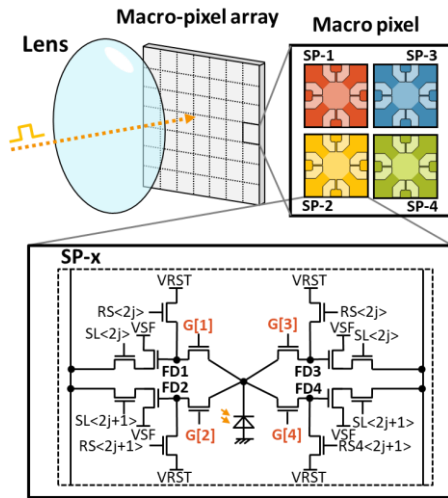 Macro-pixel array
Lens
Macro pixel
SP-1 SP-3
SP-2 SP-4
SP-x
VRST VRST
RS<2j> RS<2j>
SL<2j> VSF G[1] G[3] VSF SL<2j>
FD1 FD3
FD2 FD4
SL<2j+1> VSF G[2] G[4] VSF SL<2j+1>
RS<2j+1> RS4<2j+1>
VRST VRST